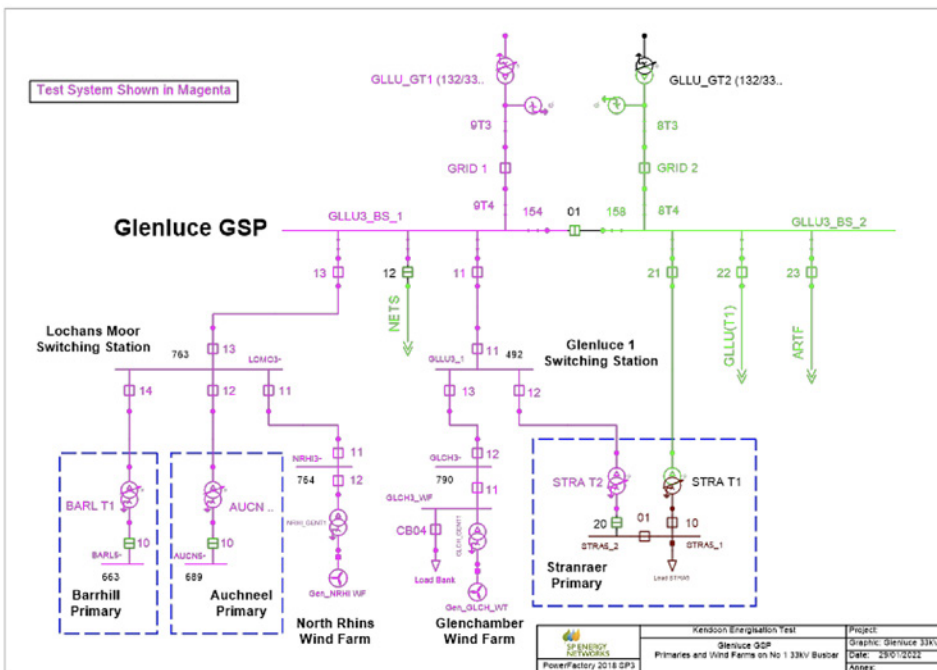 Test System Shown in Magenta
GLLU_GT1 (132/33..
GLLU_GT2 (132/33..
9T3
8T3
GRID 1
GRID 2
9T4
8T4
Glenluce GSP
GLLU3_BS_1
154
01
158
GLLU3_BS_2
13
12
11
21
22
23
NETS
GLLU(T1)
ARTF
Lochans Moor
Switching Station
763
13
LOMO3-
14
12
11
Glenluce 1
Switching Station
11
GLLU3_1
492
13
12
NRHI3-
11
764
12
GLCH3-
12
790
11
GLCH3_WF
CB04
Load Bank
Gen_GLCH_WT
Gen_NRHI WF
BARL T1
10
BARL5-
663
Barrhill
Primary
AUCN ..
10
AUCN5-
689
Auchneel
Primary
North Rhins
Wind Farm
Glenchamber
Wind Farm
STRA T2
STRA T1
20
01
10
STRA5_2
STRA5_1
Stranraer
Primary
SP ENERGY
NETWORKS
PowerFactory 2018 SP3
Kendoon Energisation Test
Glenluce GSP
Primaries and Wind Farms on No 1 33kV Busbar
Project:
Graphic: Glenluce 33kV
Date: 29/01/2022
Annex: